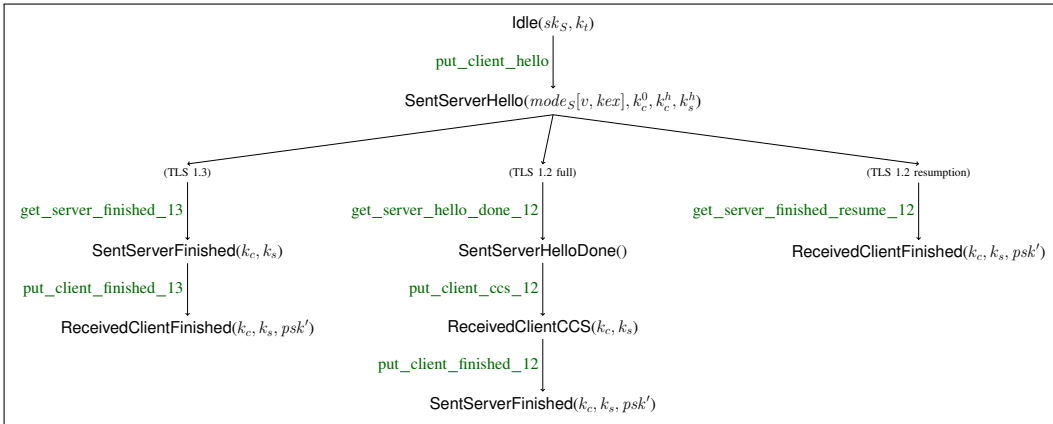 Idle(sk_S, k_t)
put_client_hello
SentServerHello(mode_S[v, kex], k_c^0, k_c^h, k_s^h)
(TLS 1.3) (TLS 1.2 full) (TLS 1.2 resumption)
get_server_finished_13 get_server_hello_done_12 get_server_finished_resume_12
SentServerFinished(k_c, k_s) SentServerHelloDone() ReceivedClientFinished(k_c, k_s, psk')
put_client_finished_13 put_client_ccs_12
ReceivedClientFinished(k_c, k_s, psk') ReceivedClientCCS(k_c, k_s)
put_client_finished_12
SentServerFinished(k_c, k_s, psk')